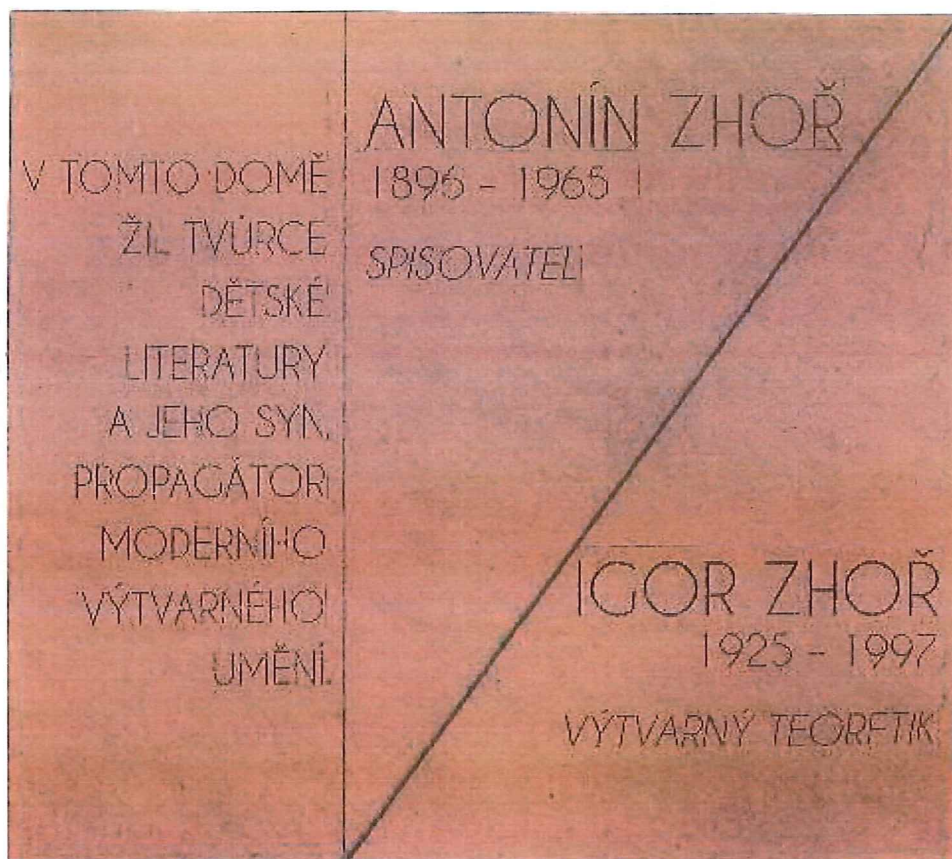 V TOMTO DOMĚ
ŽIL TVŮRCE
DĚTSKÉ
LITERATURY
A JEHO SYN,
PROPAGÁTOR
MODERNÍHO
VÝTVARNÉHO
UMĚNÍ.
ANTONÍN ZHOŘ
1896 - 1965
SPISOVATEL
IGOR ZHOŘ
1925 - 1997
VÝTVARNÝ TEORETIK